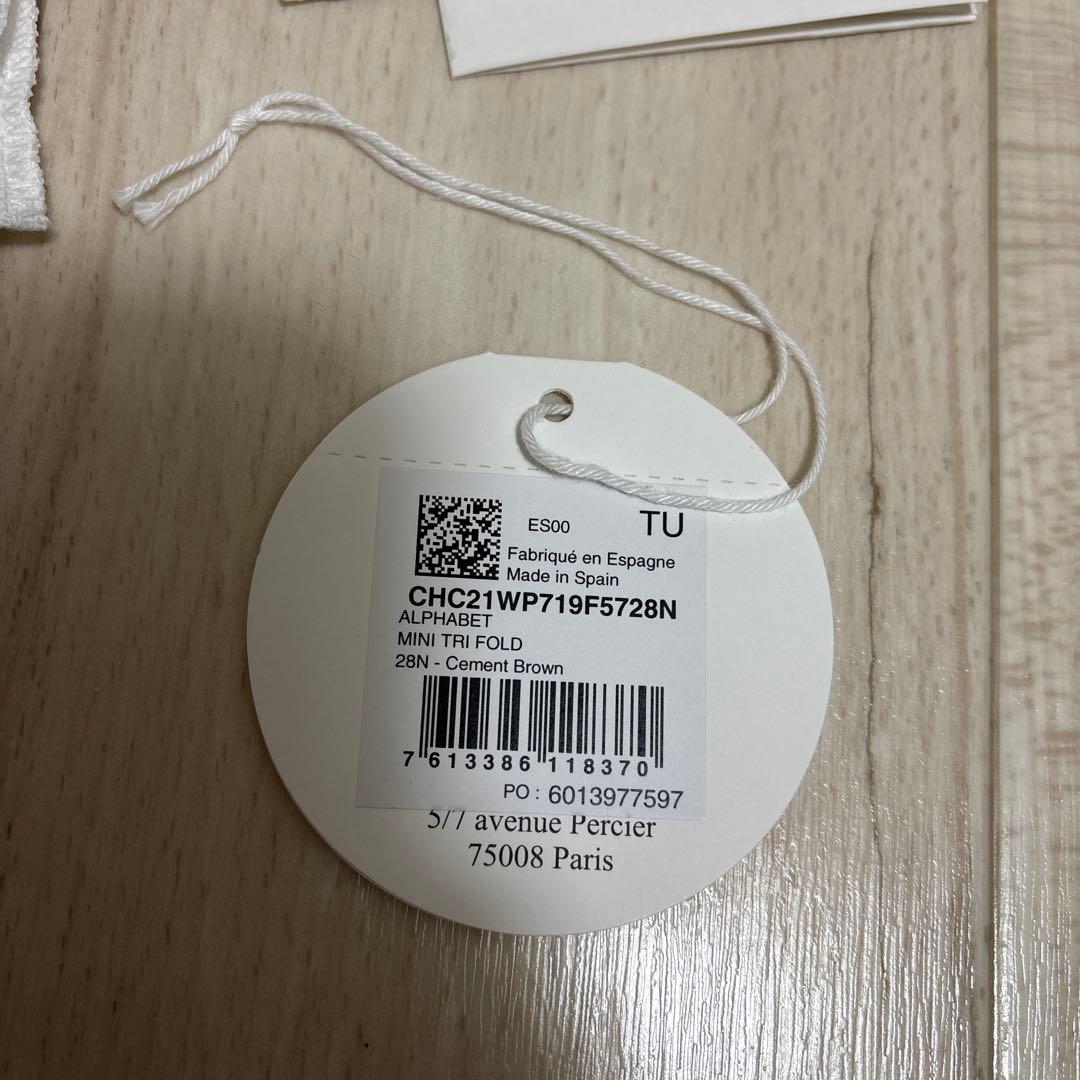 ES00
TU
Fabriqué en Espagne
Made in Spain
CHC21WP719F5728N
ALPHABET
MINI TRI FOLD
28N - Cement Brown
7 613386 118370
PO : 6013977597
5/7 avenue Percier
75008 Paris